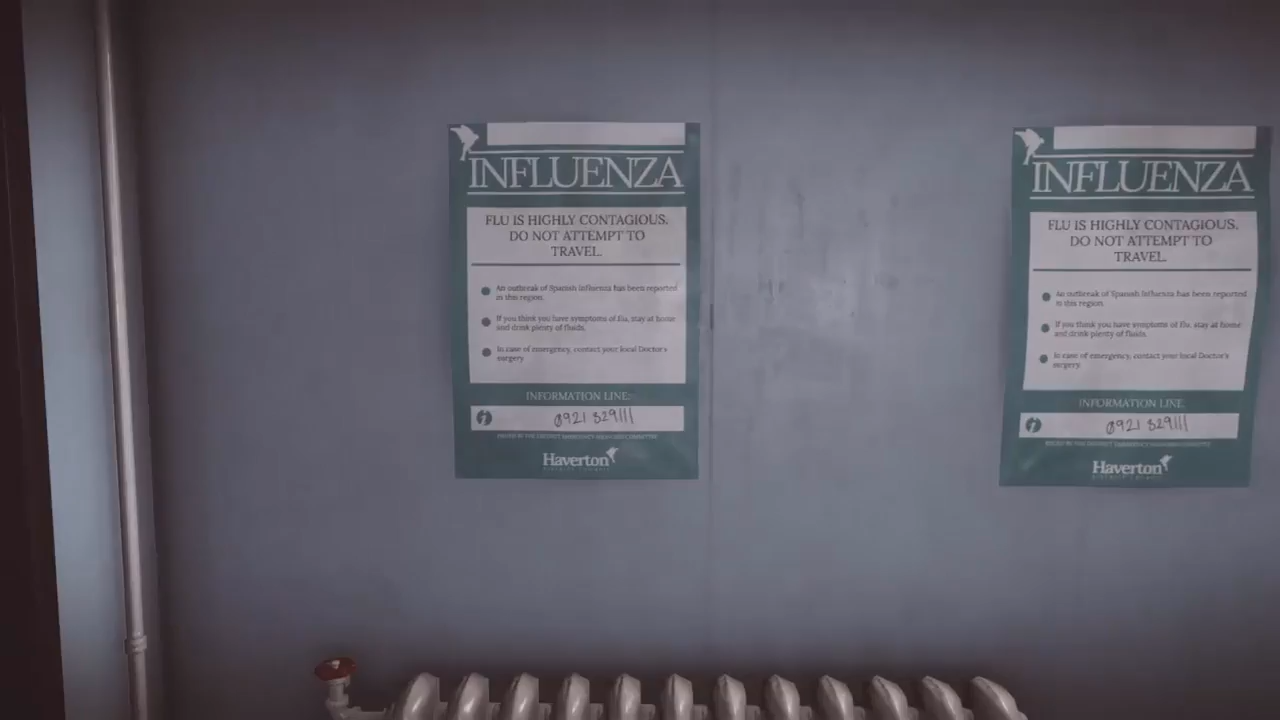 INFLUENZA
FLU IS HIGHLY CONTAGIOUS.
DO NOT ATTEMPT TO
TRAVEL.
An outbreak of Spanish Influenza has been reported
in this region.
If you think you have symptoms of flu, stay at home
and drink plenty of fluids.
In case of emergency, contact your local Doctor's
surgery.
INFORMATION LINE:
0921 329111
Haverton
INFLUENZA
FLU IS HIGHLY CONTAGIOUS.
DO NOT ATTEMPT TO
TRAVEL.
An outbreak of Spanish Influenza has been reported
in this region.
If you think you have symptoms of flu, stay at home
and drink plenty of fluids.
In case of emergency, contact your local Doctor's
surgery.
INFORMATION LINE:
0921 329111
Haverton